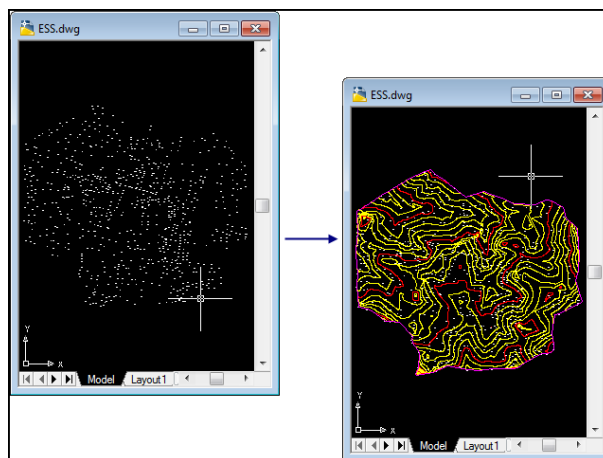 ESS.dwg
Y
X
Model
Layout1
ESS.dwg
Y
X
Model
Layout1